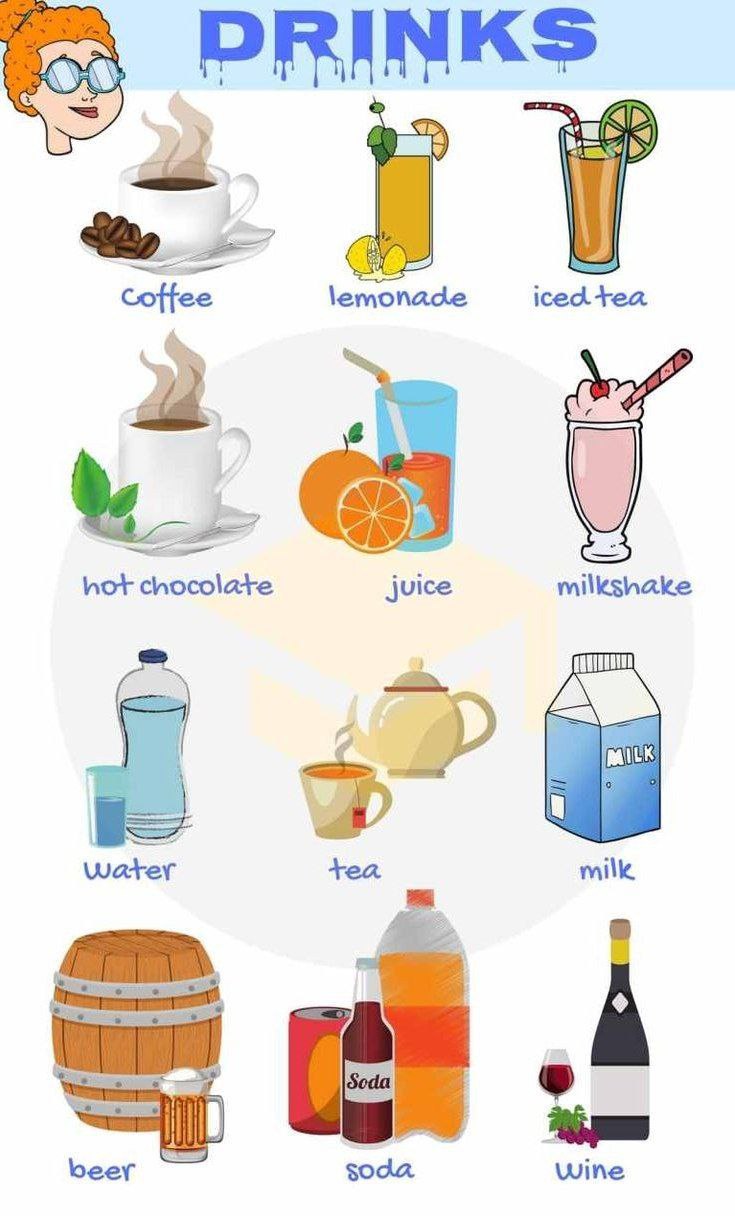 DRINKS
Coffee
lemonade
iced tea
hot chocolate
juice
milkshake
MILK
water
tea
milk
Soda
beer
soda
wine